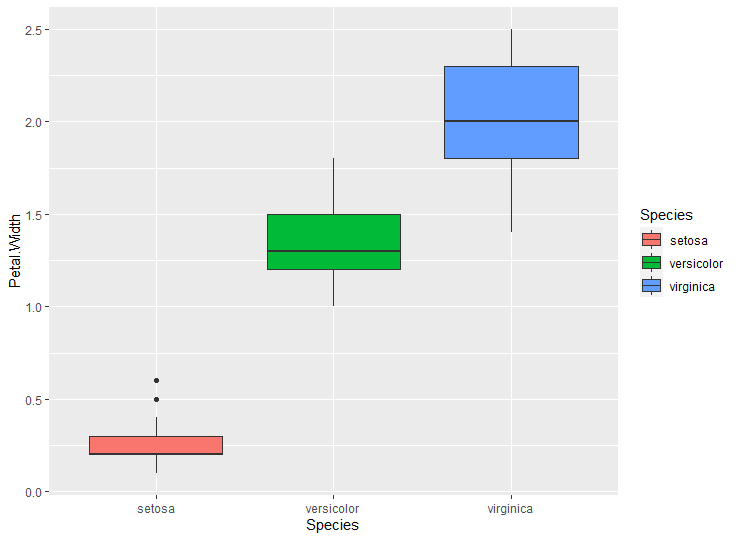 2.5
2.0
1.5
1.0
0.5
0.0
Petal.Width
setosa versicolor virginica
Species
Species
setosa
versicolor
virginica